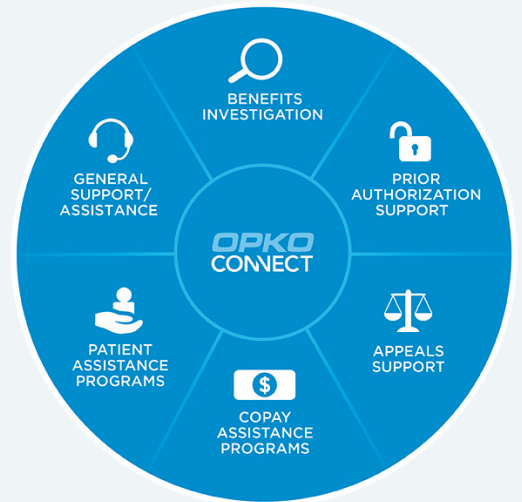 BENEFITS
INVESTIGATION
PRIOR
AUTHORIZATION
SUPPORT
APPEALS
SUPPORT
$
COPAY
ASSISTANCE
PROGRAMS
PATIENT
ASSISTANCE
PROGRAMS
GENERAL
SUPPORT/
ASSISTANCE
OPKO
CONNECT